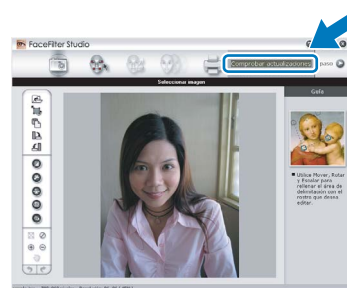 FaceFilter Studio
Comprobar actualizaciones
paso
Seleccionar imagen
Guía
Utilice Mover, Rotar
y Escalar para
rellenar el área de
delimitación con el
rostro que desea
editar.